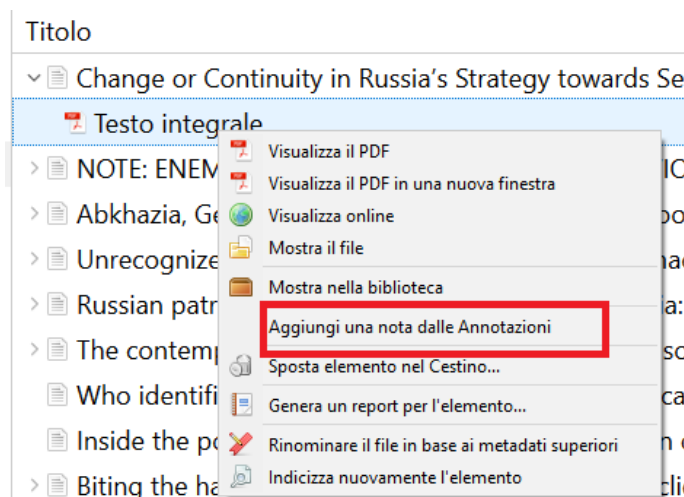 Titolo
Change or Continuity in Russia's Strategy towards Se
Testo integrale
Visualizza il PDF
Visualizza il PDF in una nuova finestra
Visualizza online
Mostra il file
Mostra nella biblioteca
Aggiungi una nota dalle Annotazioni
Sposta elemento nel Cestino...
Genera un report per l'elemento...
Rinominare il file in base ai metadati superiori
Indicizza nuovamente l'elemento
NOTE: ENEM
Abkhazia, Ge
Unrecognize
Russian patr
The contemp
Who identifi
Inside the po
Biting the ha